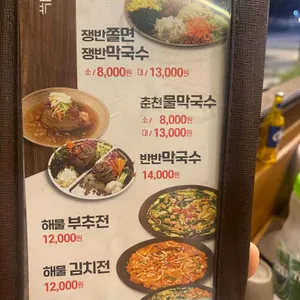 쟁반쫄면
쟁반막국수
소/ 8,000원 대/ 13,000원
춘천물막국수
소/ 8,000원
대/ 13,000원
반반막국수
14,000원
해물 부추전
12,000원
해물 김치전
12,000원